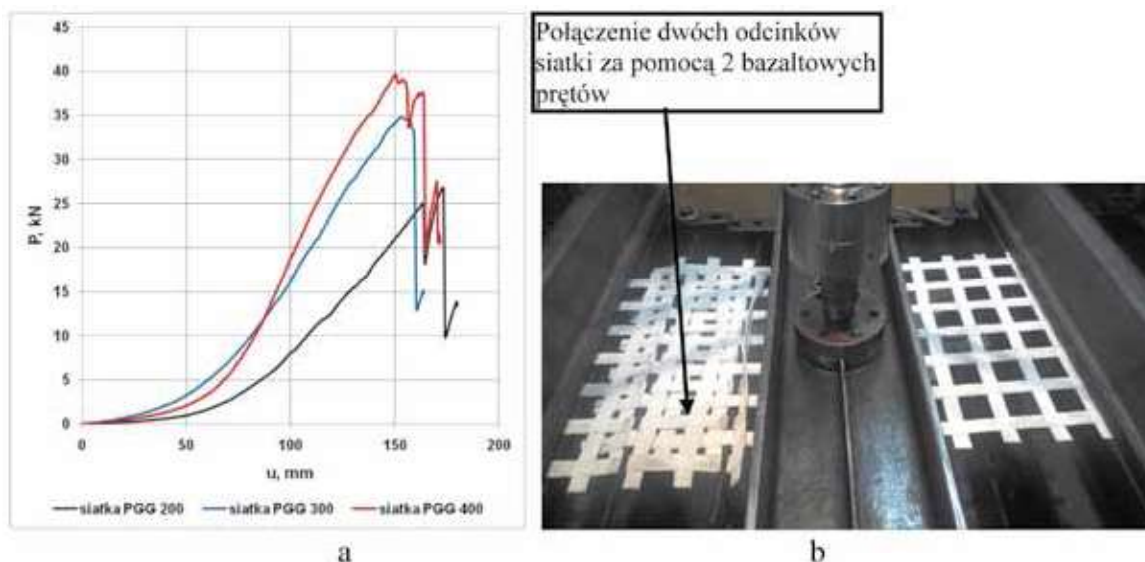 45
40
35
30
25
20
15
10
5
0
P, kN
0 50 100 150 200
u, mm
siatka PGG 200 siatka PGG 300 siatka PGG 400
a
Połączenie dwóch odcinków
siatki za pomocą 2 bazaltowych
prętów
b